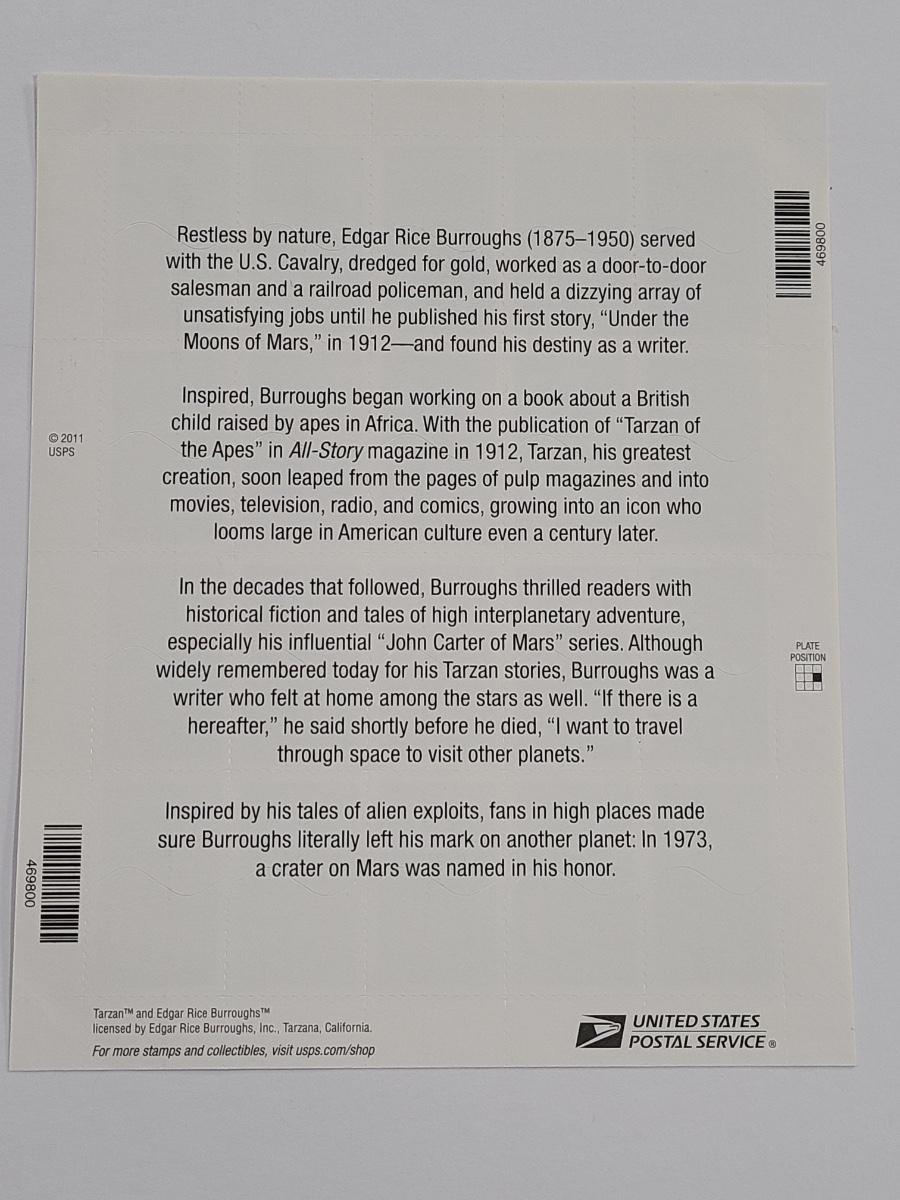 Restless by nature, Edgar Rice Burroughs (1875–1950) served
with the U.S. Cavalry, dredged for gold, worked as a door-to-door
salesman and a railroad policeman, and held a dizzying array of
unsatisfying jobs until he published his first story, “Under the
Moons of Mars,” in 1912—and found his destiny as a writer.
Inspired, Burroughs began working on a book about a British
child raised by apes in Africa. With the publication of “Tarzan of
the Apes” in All-Story magazine in 1912, Tarzan, his greatest
creation, soon leaped from the pages of pulp magazines and into
movies, television, radio, and comics, growing into an icon who
looms large in American culture even a century later.
In the decades that followed, Burroughs thrilled readers with
historical fiction and tales of high interplanetary adventure,
especially his influential “John Carter of Mars” series. Although
widely remembered today for his Tarzan stories, Burroughs was a
writer who felt at home among the stars as well. “If there is a
hereafter,” he said shortly before he died, “I want to travel
through space to visit other planets.”
Inspired by his tales of alien exploits, fans in high places made
sure Burroughs literally left his mark on another planet: In 1973,
a crater on Mars was named in his honor.
469800
© 2011
USPS
PLATE
POSITION
469800
Tarzan™ and Edgar Rice Burroughs™
licensed by Edgar Rice Burroughs, Inc., Tarzana, California.
For more stamps and collectibles, visit usps.com/shop
UNITED STATES
POSTAL SERVICE ®